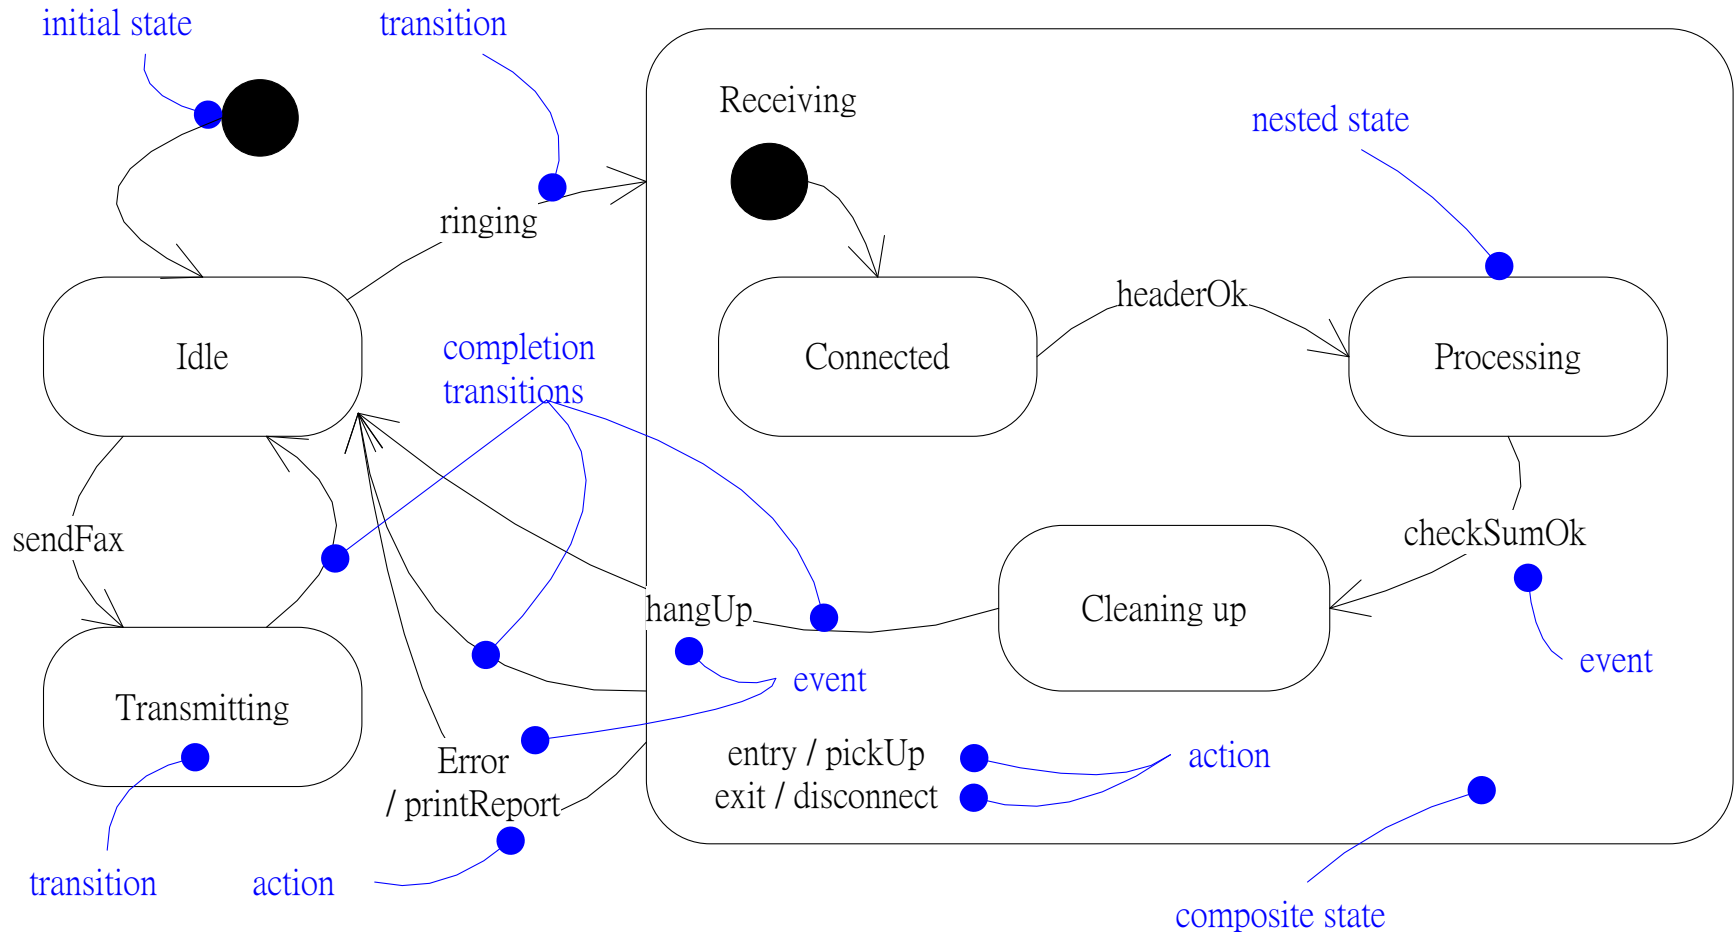 initial state
transition
Receiving
nested state
ringing
headerOk
Idle
completion
transitions
Connected
Processing
sendFax
checkSumOk
hangUp
Cleaning up
event
event
Transmitting
Error
/ printReport
entry / pickUp
exit / disconnect
action
transition
action
composite state